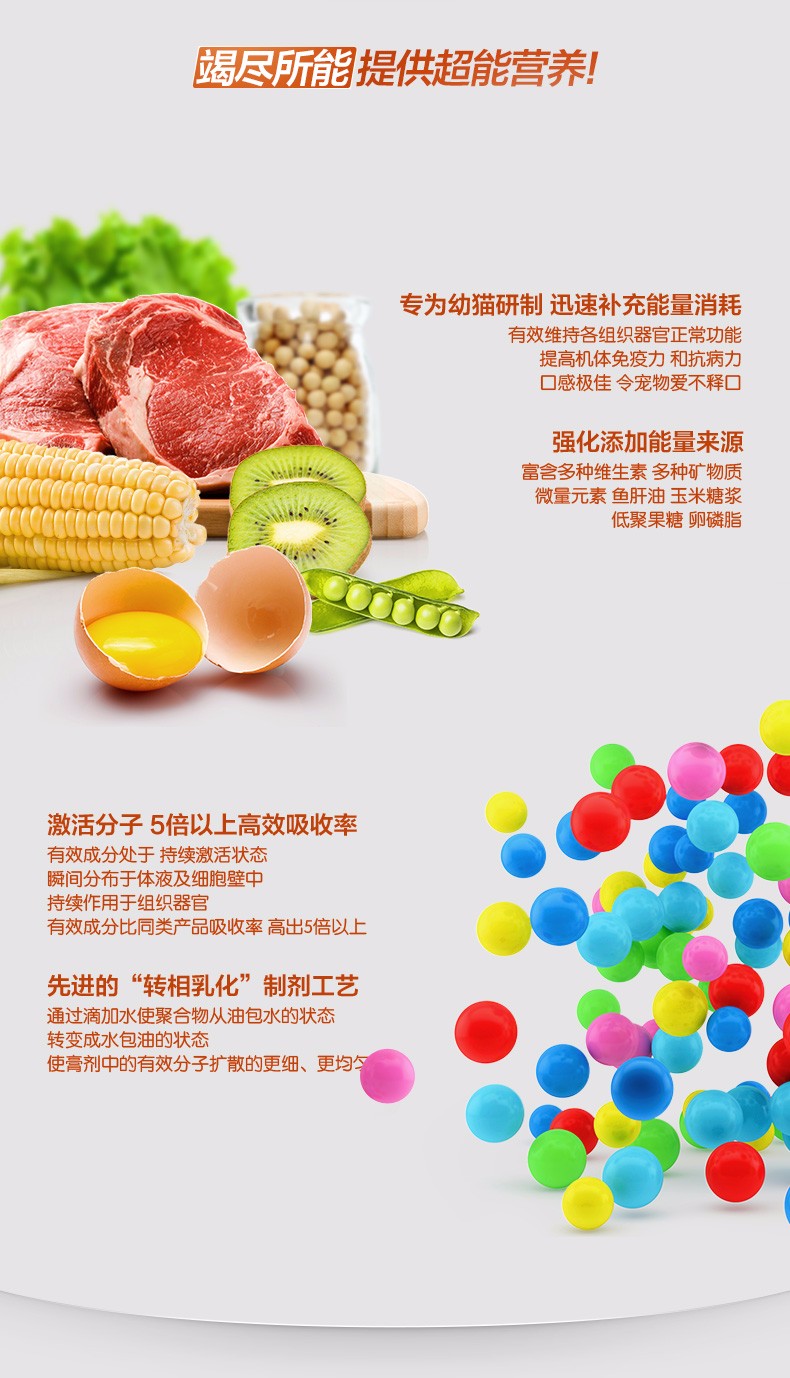 竭尽所能 提供超能营养!
专为幼猫研制 迅速补充能量消耗
有效维持各组织器官正常功能
提高机体免疫力 和抗病力
口感极佳 令宠物爱不释口
强化添加能量来源
富含多种维生素 多种矿物质
微量元素 鱼肝油 玉米糖浆
低聚果糖 卵磷脂
激活分子 5倍以上高效吸收率
有效成分处于 持续激活状态
瞬间分布于体液及细胞壁中
持续作用于组织器官
有效成分比同类产品吸收率 高出5倍以上
先进的“转相乳化”制剂工艺
通过滴加水使聚合物从油包水的状态
转变成水包油的状态
使膏剂中的有效分子扩散的更细、更均匀